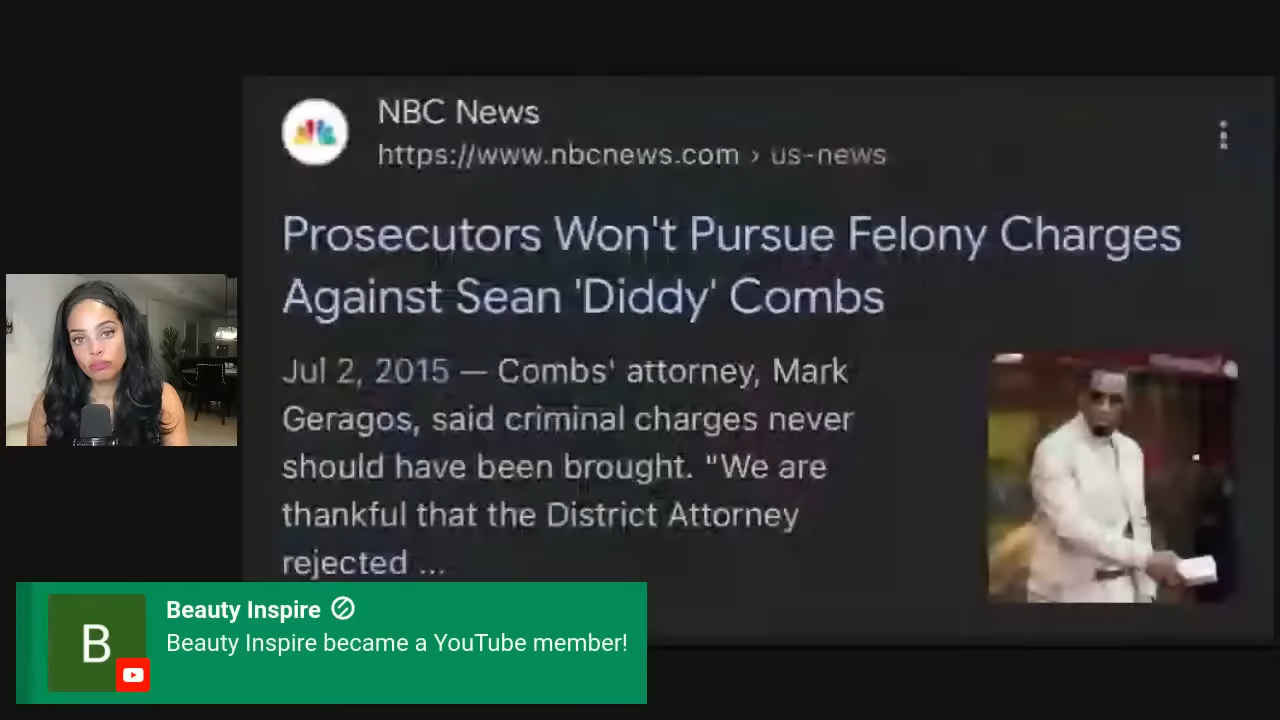 NBC News
https://www.nbcnews.com › us-news
Prosecutors Won't Pursue Felony Charges
Against Sean 'Diddy' Combs
Jul 2, 2015 — Combs' attorney, Mark
Geragos, said criminal charges never
should have been brought. "We are
thankful that the District Attorney
rejected ...
B
Beauty Inspire
Beauty Inspire became a YouTube member!